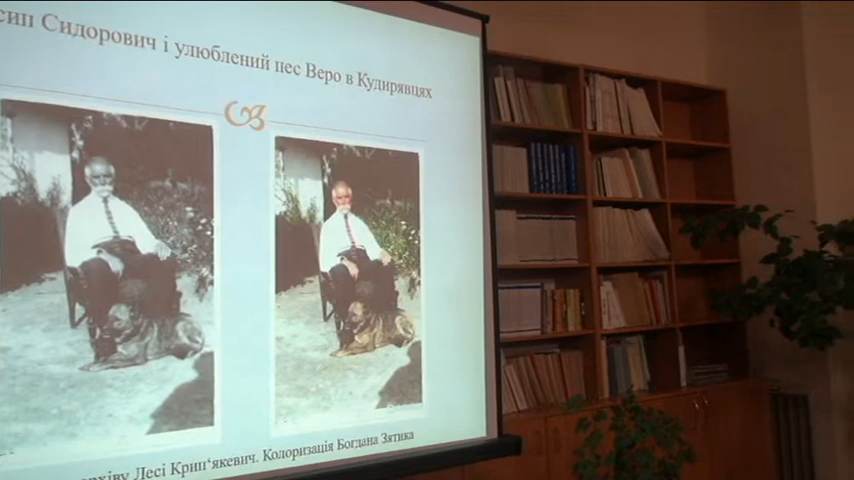 сип Сидорович і улюблений пес Веро в Кудирявцях
рхіву Лесі Крип‘якевич. Колоризація Богдана Зятика